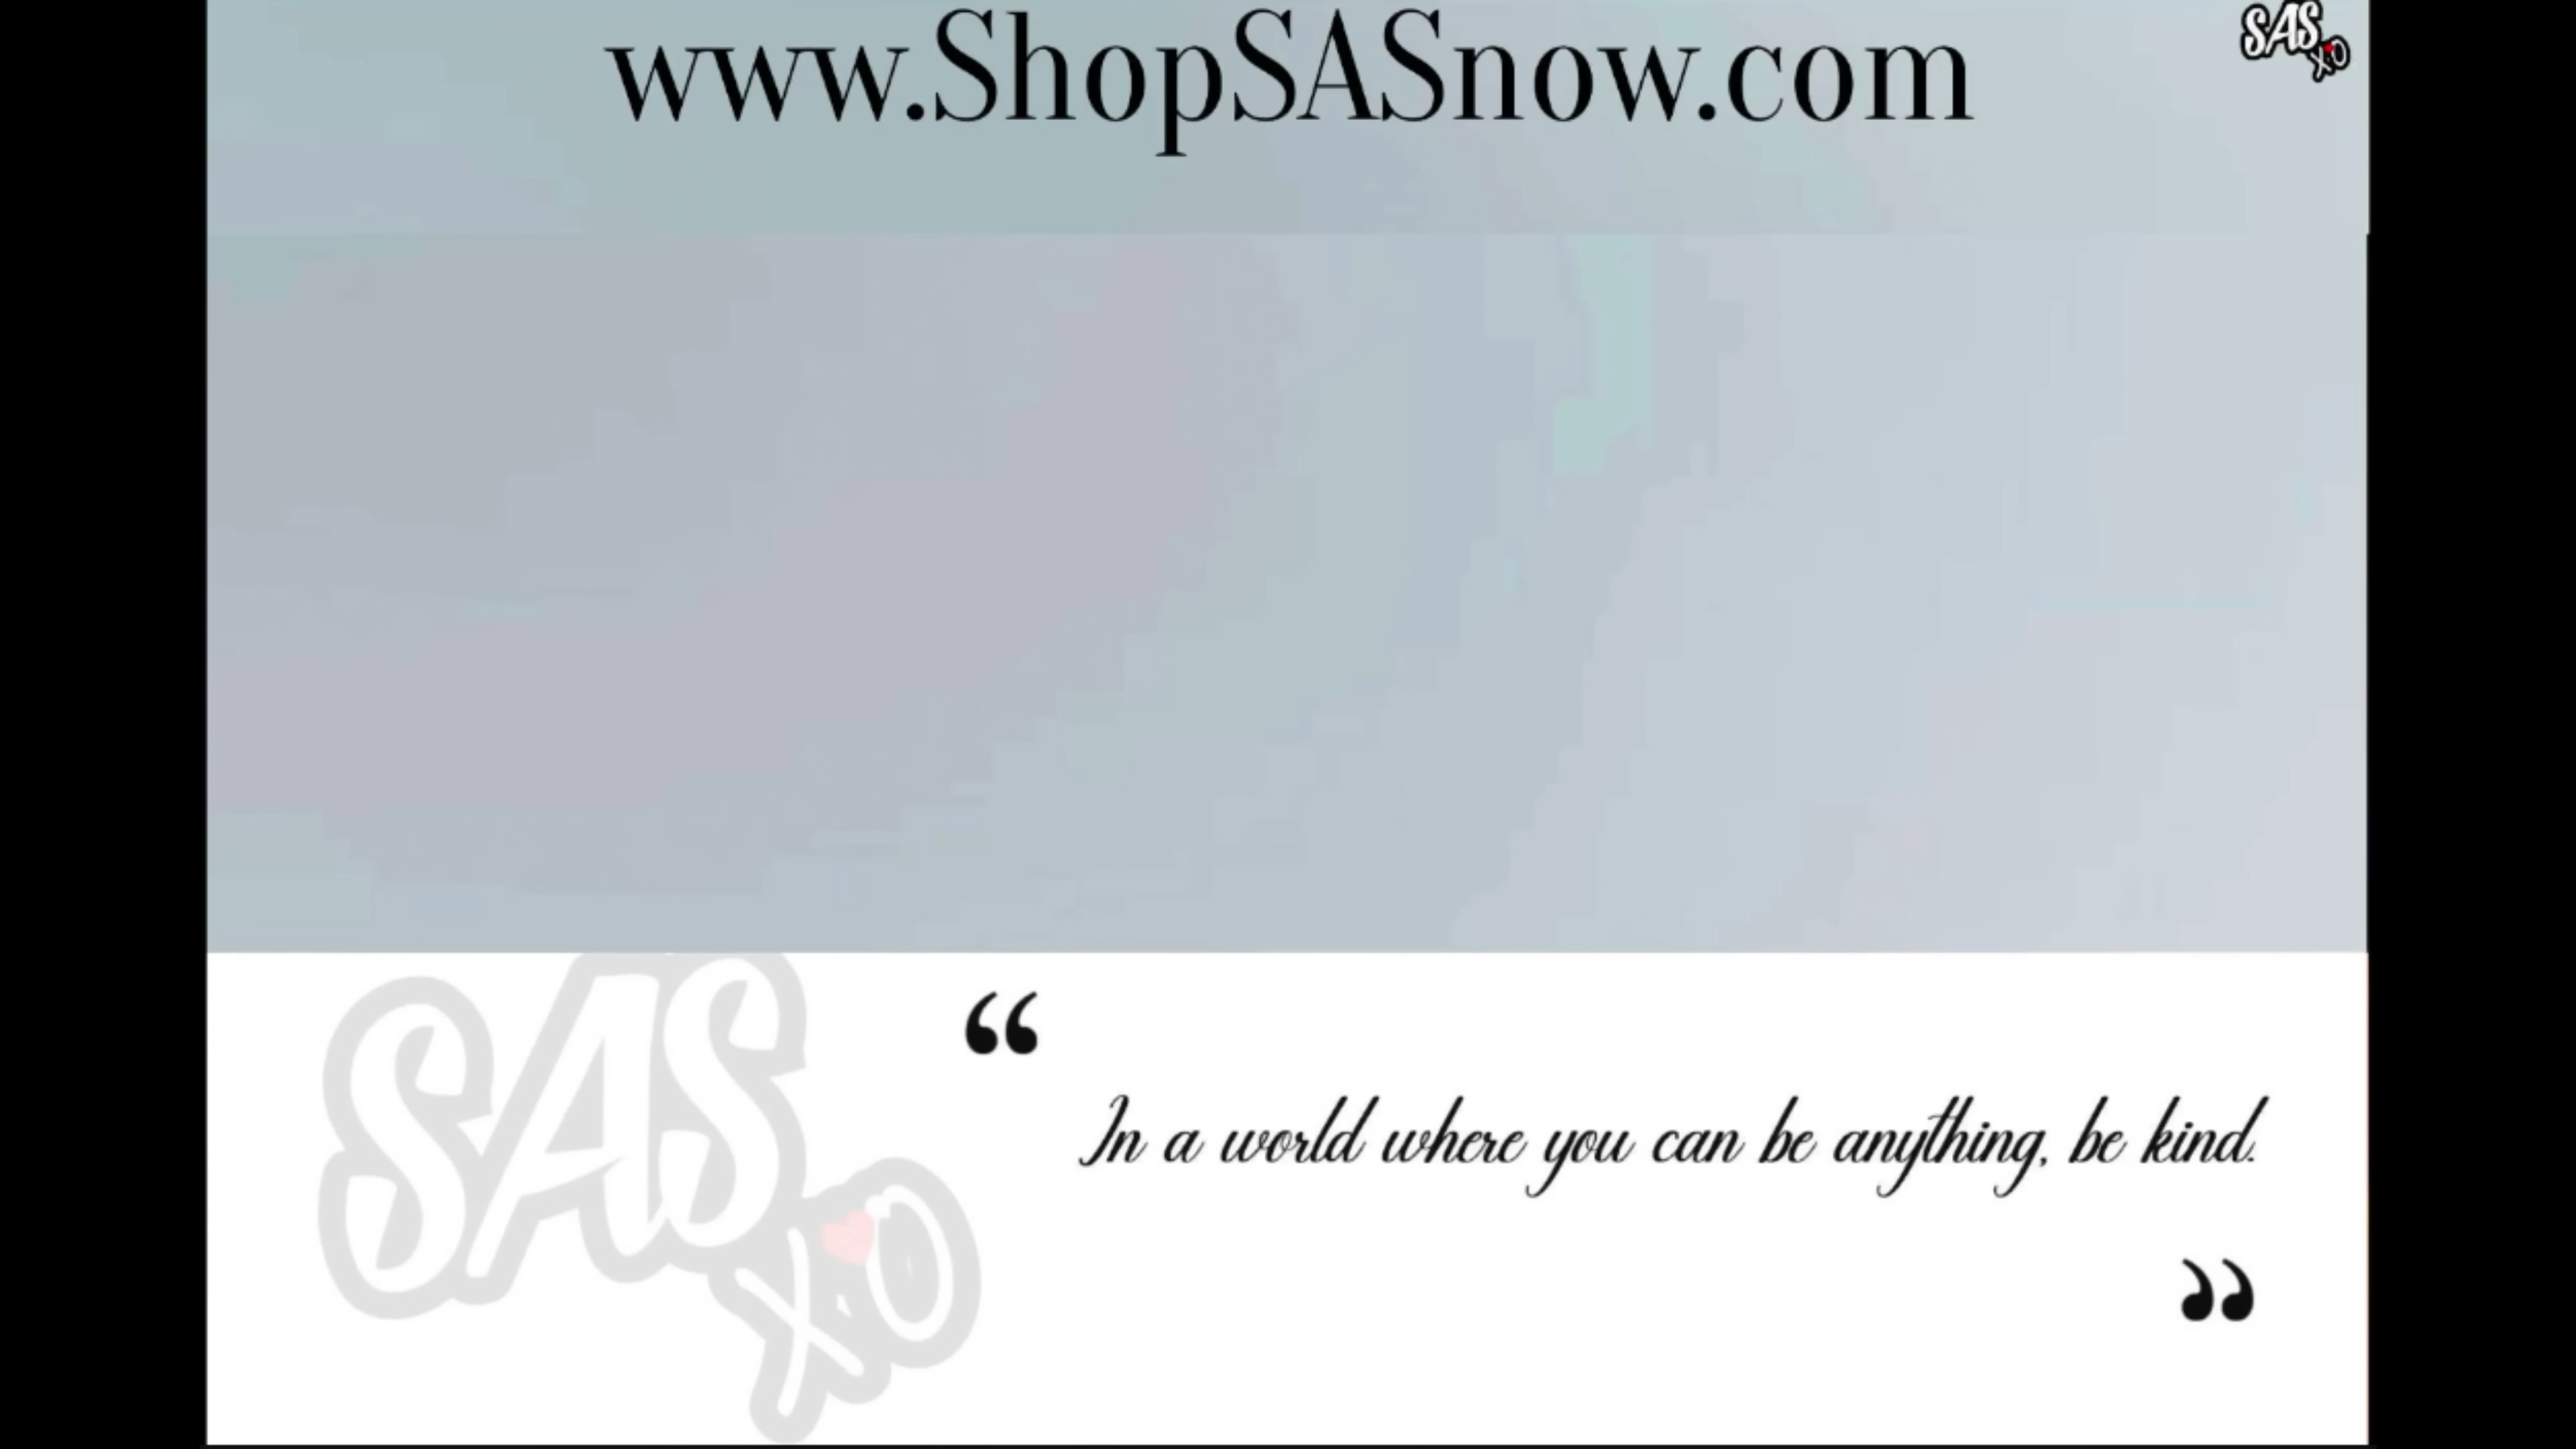 www.ShopSASnow.com
SAS
XO
SAS
XO
“
In a world where you can be anything, be kind.
”